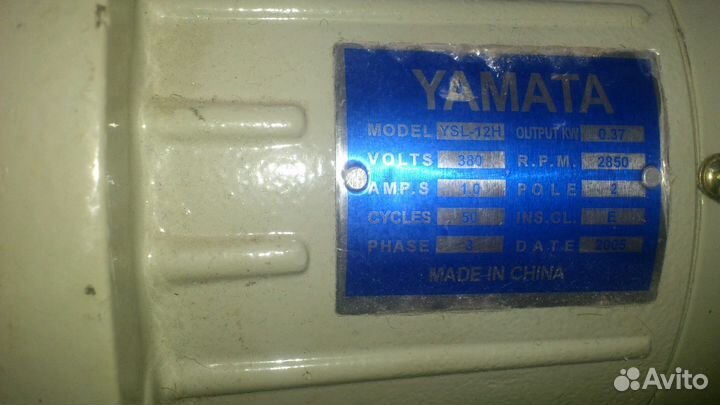 YAMATA
MODEL YSL-12H OUTPUT KW 0.37
VOLTS 380 R.P.M. 2850
AMP.S 1.0 POLE 2
CYCLES 50 INS.CL. E
PHASE 3 DATE 2005
MADE IN CHINA
Avito